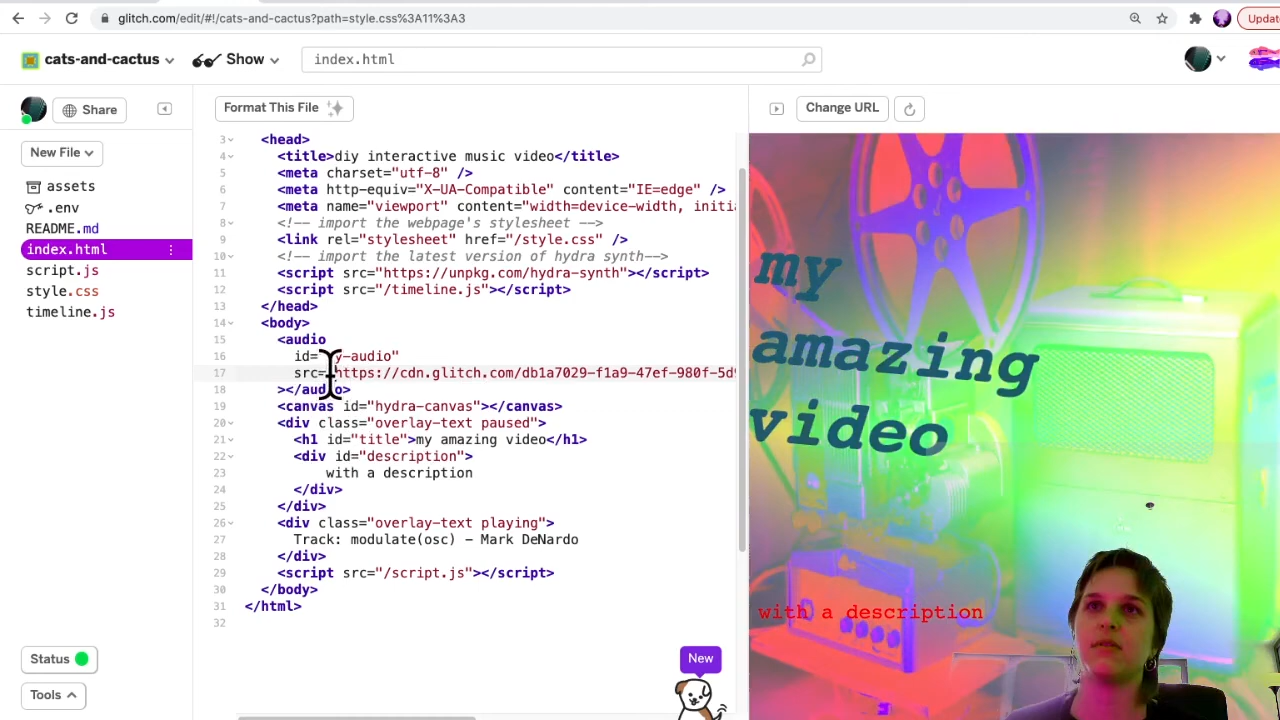 glitch.com/edit/#!/cats-and-cactus?path=style.css%3A11%3A3
Update
cats-and-cactus
Show
index.html
Share
Format This File
Change URL
New File
assets
.env
README.md
index.html
script.js
style.css
timeline.js
3 <head>
4 <title>diy interactive music video</title>
5 <meta charset="utf-8" />
6 <meta http-equiv="X-UA-Compatible" content="IE=edge" />
7 <meta name="viewport" content="width=device-width, initia
8 <!-- import the webpage's stylesheet -->
9 <link rel="stylesheet" href="/style.css" />
10 <!-- import the latest version of hydra synth-->
11 <script src="https://unpkg.com/hydra-synth"></script>
12 <script src="/timeline.js"></script>
13 </head>
14 <body>
15 <audio
16 id="my-audio"
17 src="https://cdn.glitch.com/db1a7029-f1a9-47ef-980f-5d9
18 ></audio>
19 <canvas id="hydra-canvas"></canvas>
20 <div class="overlay-text paused">
21 <h1 id="title">my amazing video</h1>
22 <div id="description">
23 with a description
24 </div>
25 </div>
26 <div class="overlay-text playing">
27 Track: modulate(osc) - Mark DeNardo
28 </div>
29 <script src="/script.js"></script>
30 </body>
31 </html>
32
my
amazing
video
with a description
Status
Tools
New